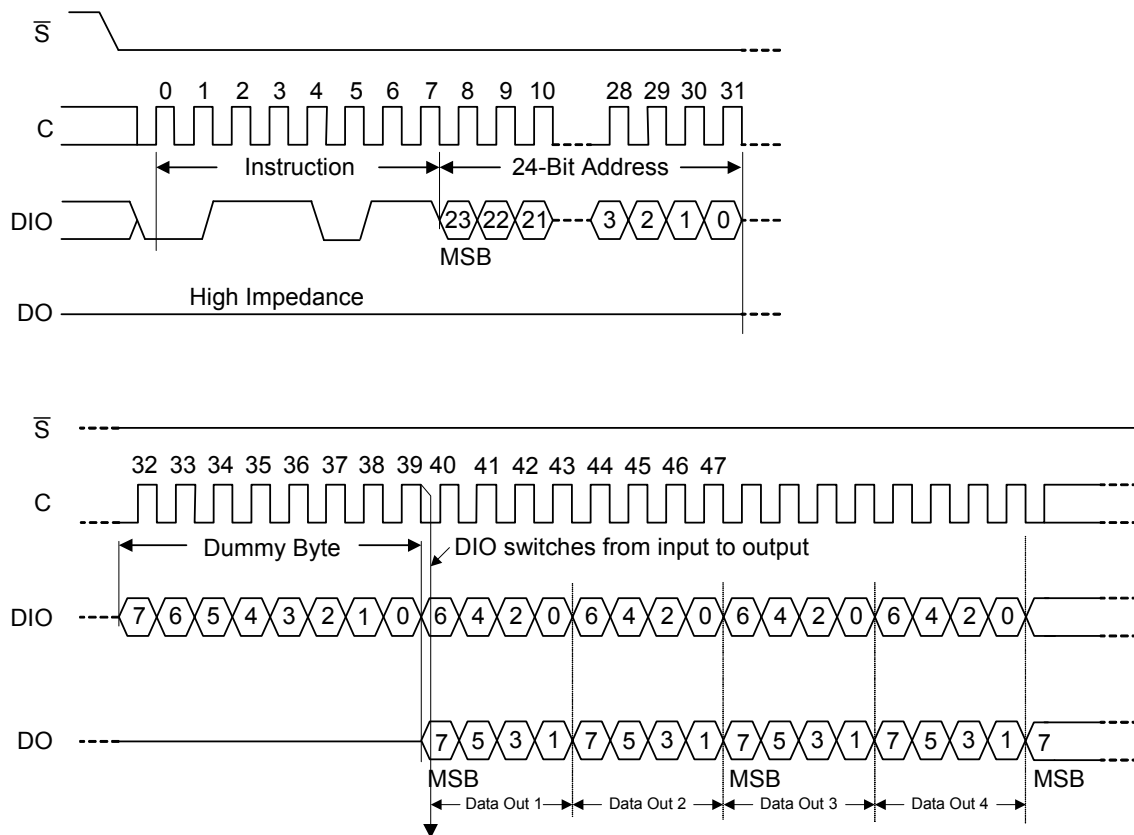 S
0 1 2 3 4 5 6 7 8 9 10 28 29 30 31
C
Instruction 24-Bit Address
DIO 23 22 21 3 2 1 0
MSB
High Impedance
DO
S
32 33 34 35 36 37 38 39 40 41 42 43 44 45 46 47
C
Dummy Byte DIO switches from input to output
DIO 7 6 5 4 3 2 1 0 6 4 2 0 6 4 2 0 6 4 2 0 6 4 2 0
DO 7 5 3 1 7 5 3 1 7 5 3 1 7 5 3 1 7
MSB MSB MSB
Data Out 1 Data Out 2 Data Out 3 Data Out 4